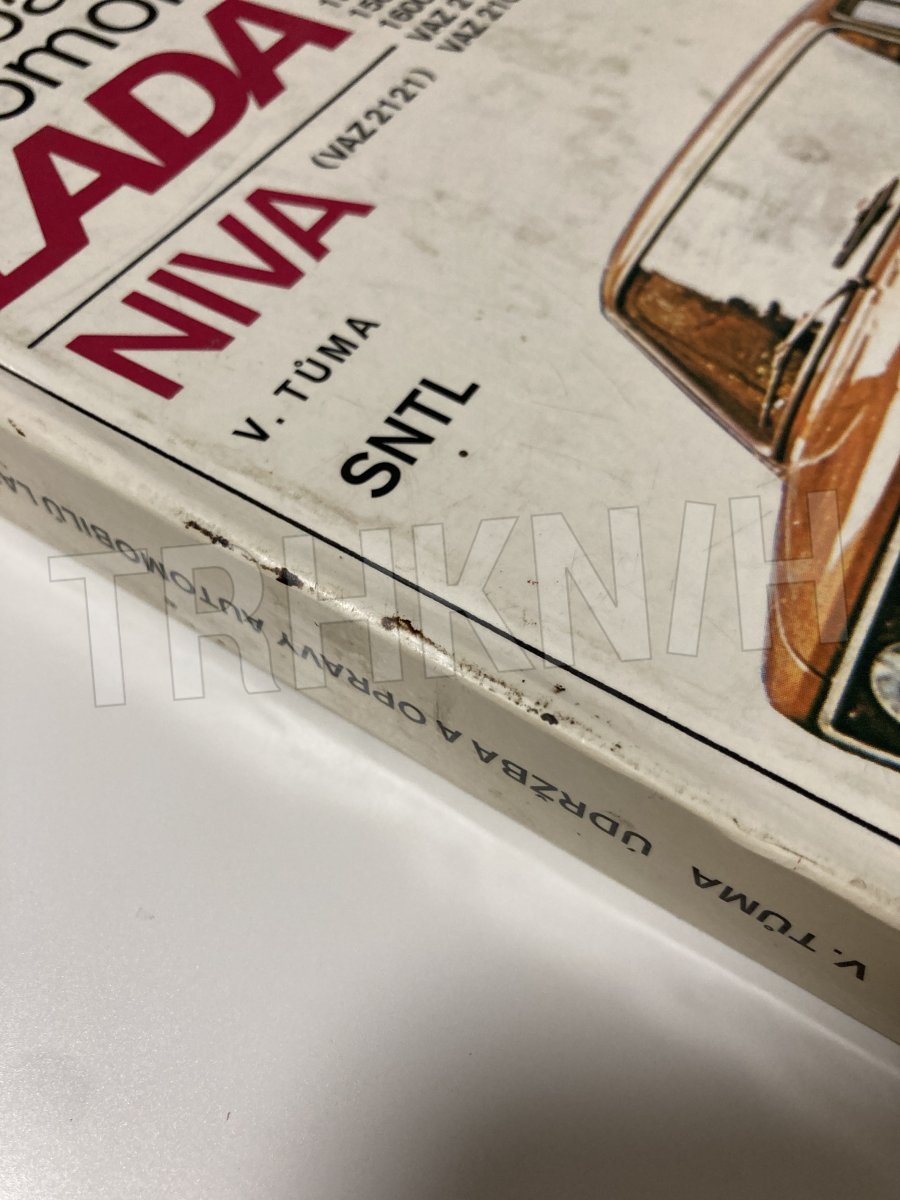 LADA
NIVA (VAZ 2121)
V. TŮMA
SNTL
V. TŮMA ÚDRŽBA A OPRAVY AUTOMOBILŮ
TRHKNIH